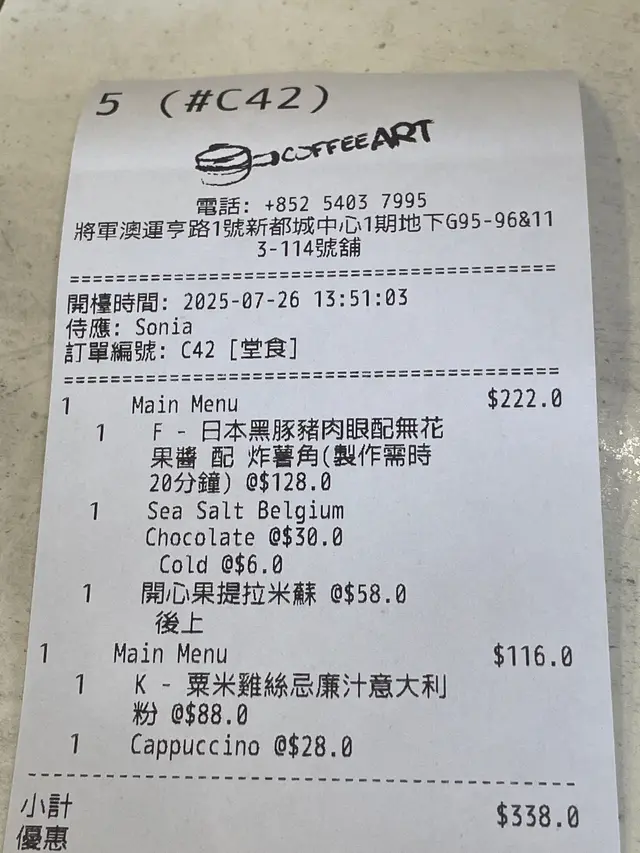 5 (#C42)
COFFEEART
電話: +852 5403 7995
將軍澳運亨路1號新都城中心1期地下G95-96&11
3-114號舖
==========================================
開檯時間: 2025-07-26 13:51:03
侍應: Sonia
訂單編號: C42 [堂食]
==========================================
1 Main Menu $222.0
1 F - 日本黑豚豬肉眼配無花
果醬 配 炸薯角(製作需時
20分鐘) @$128.0
1 Sea Salt Belgium
Chocolate @$30.0
Cold @$6.0
1 開心果提拉米蘇 @$58.0
後上
1 Main Menu $116.0
1 K - 粟米雞絲忌廉汁意大利
粉 @$88.0
1 Cappuccino @$28.0
------------------------------------------
小計 $338.0
優惠